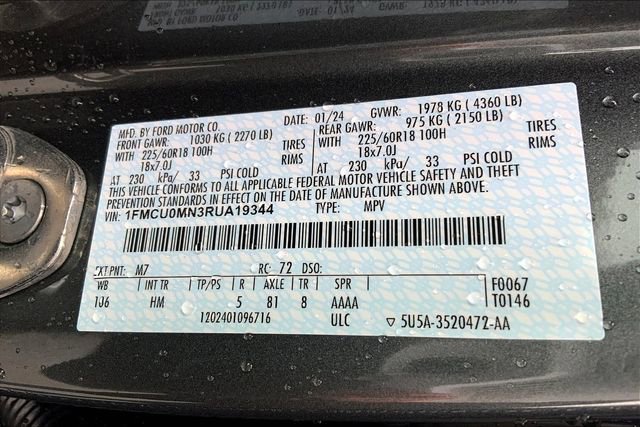 MFD. BY FORD MOTOR CO. DATE: 01/24 GVWR: 1978 KG ( 4360 LB)
FRONT GAWR: 1030 KG ( 2270 LB) REAR GAWR: 975 KG ( 2150 LB)
WITH 225/60R18 100H TIRES WITH 225/60R18 100H TIRES
18x7.0J RIMS 18x7.0J RIMS
AT 230 kPa/ 33 PSI COLD AT 230 kPa/ 33 PSI COLD
THIS VEHICLE CONFORMS TO ALL APPLICABLE FEDERAL MOTOR VEHICLE SAFETY AND THEFT
PREVENTION STANDARDS IN EFFECT ON THE DATE OF MANUFACTURE SHOWN ABOVE.
VIN: 1FMCU0MN3RUA19344 TYPE: MPV
EXT PNT: M7 RC: 72 DSO:
WB INT TR TP/PS R AXLE TR SPR F0067
106 HM 5 81 8 AAAA T0146
1202401096716 ULC ▽ 5U5A-3520472-AA